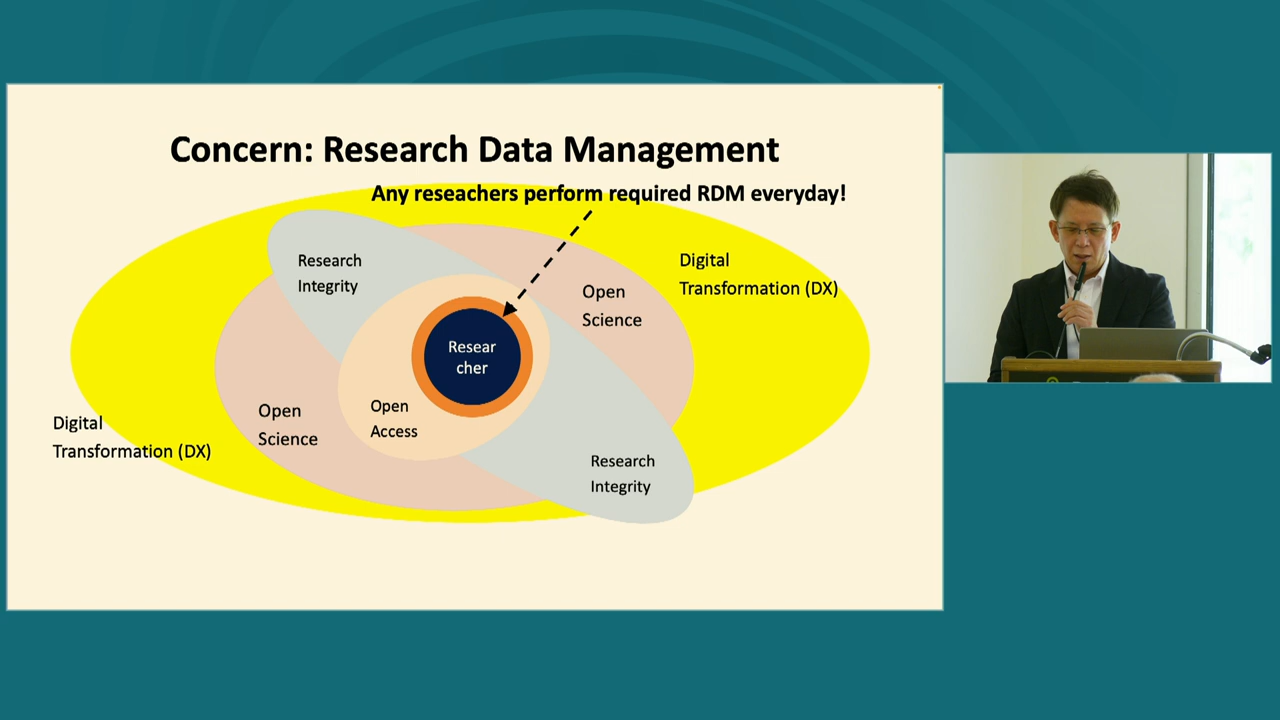 Concern: Research Data Management
Any reseachers perform required RDM everyday!
Research
Integrity
Digital
Transformation (DX)
Open
Science
Resear
cher
Open
Access
Open
Science
Digital
Transformation (DX)
Research
Integrity